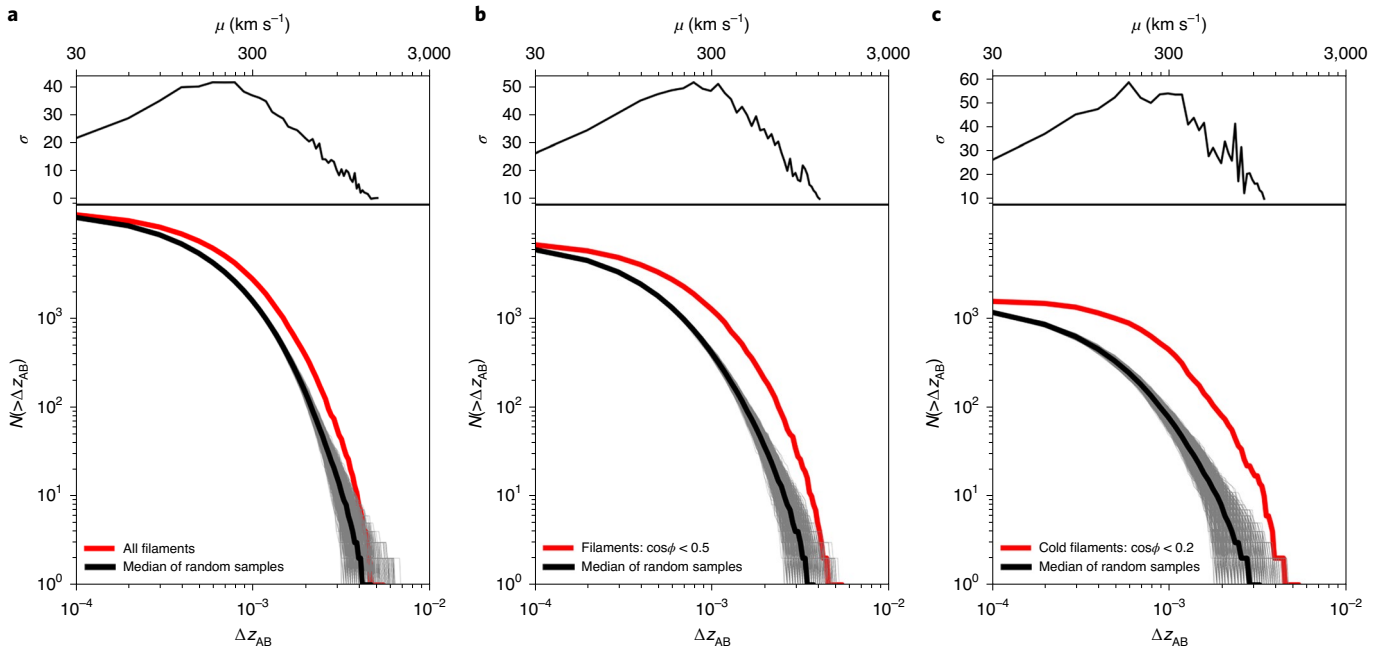 a
μ (km s⁻¹)
30 300 3,000
σ
40
30
20
10
0
N(>Δz_AB)
10³
10²
10¹
10⁰
All filaments
Median of random samples
10⁻⁴ 10⁻³ 10⁻²
Δz_AB
b
μ (km s⁻¹)
30 300 3,000
σ
50
40
30
20
10
N(>Δz_AB)
10³
10²
10¹
10⁰
Filaments: cosϕ < 0.5
Median of random samples
10⁻⁴ 10⁻³ 10⁻²
Δz_AB
c
μ (km s⁻¹)
30 300 3,000
σ
60
50
40
30
20
10
N(>Δz_AB)
10³
10²
10¹
10⁰
Cold filaments: cosϕ < 0.2
Median of random samples
10⁻⁴ 10⁻³ 10⁻²
Δz_AB